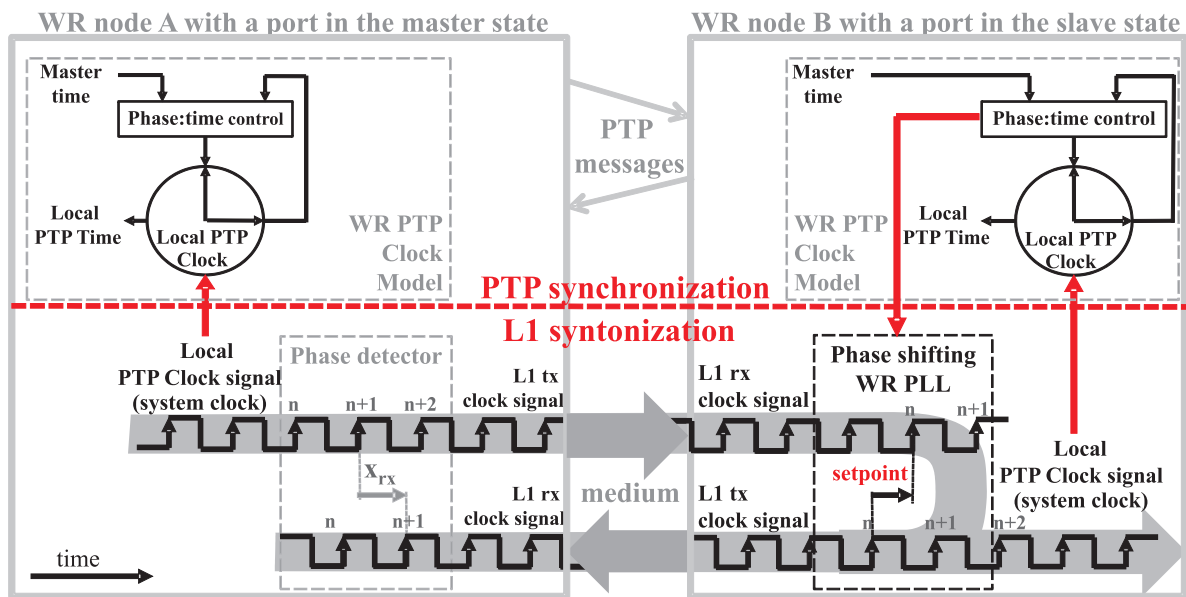 WR node A with a port in the master state
WR node B with a port in the slave state
Master
time
Phase:time control
Local
PTP Time
Local PTP
Clock
WR PTP
Clock
Model
PTP
messages
Master
time
Phase:time control
Local
PTP Time
Local PTP
Clock
WR PTP
Clock
Model
PTP synchronization
L1 syntonization
Local
PTP Clock signal
(system clock)
Phase detector
n
n+1
n+2
L1 tx
clock signal
x_rx
n
n+1
L1 rx
clock signal
medium
L1 rx
clock signal
Phase shifting
WR PLL
n
n+1
setpoint
L1 tx
clock signal
n
n+1
n+2
Local
PTP Clock signal
(system clock)
time